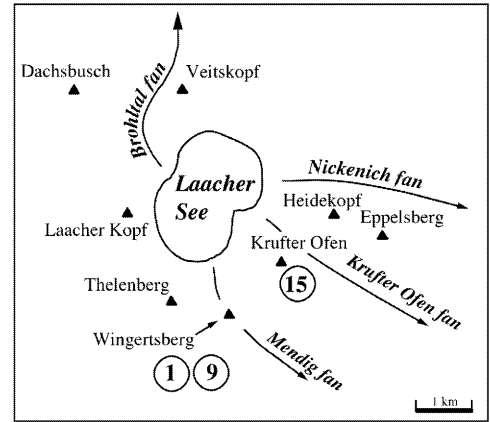 Dachsbusch
Veitskopf
Brohltal fan
Laacher
See
Nickenich fan
Heidekopf
Eppelsberg
Laacher Kopf
Krufter Ofen
15
Krufter Ofen fan
Thelenberg
Wingertsberg
Mendig fan
1 9
1 km